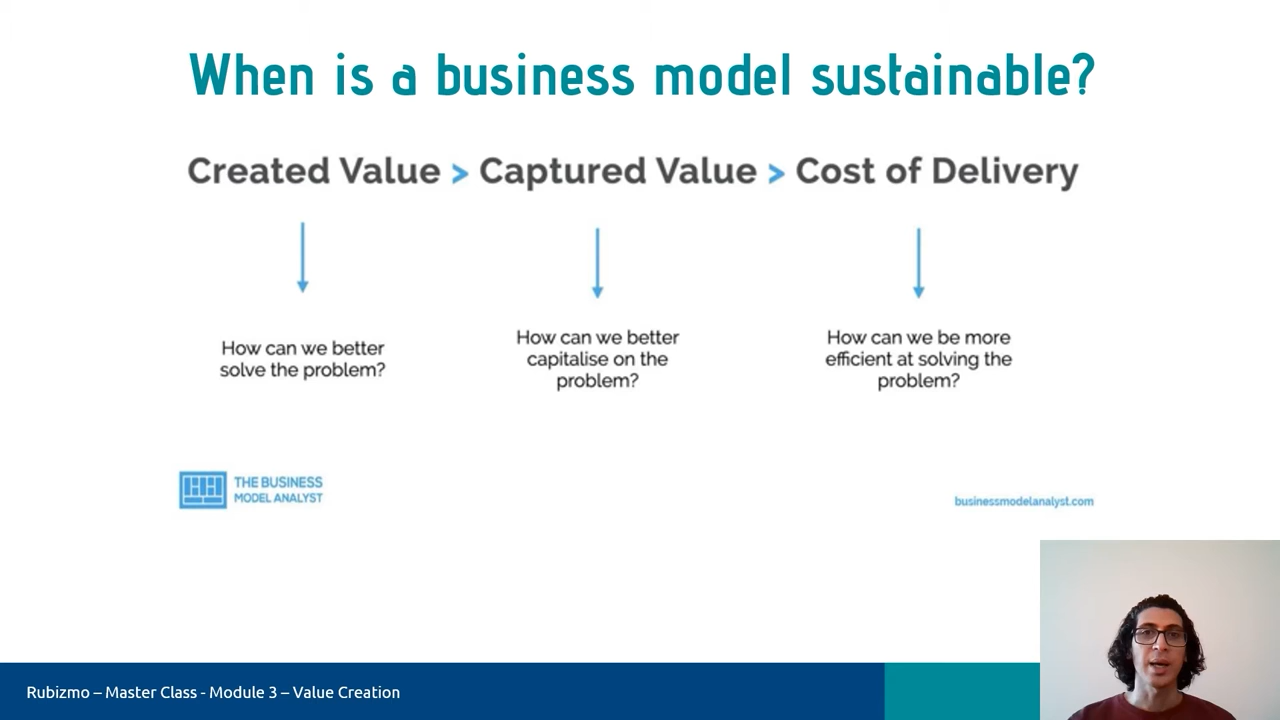 When is a business model sustainable?
Created Value > Captured Value > Cost of Delivery
How can we better
solve the problem?
How can we better
capitalise on the
problem?
How can we be more
efficient at solving the
problem?
THE BUSINESS
MODEL ANALYST
businessmodelanalyst.com
Rubizmo – Master Class - Module 3 – Value Creation